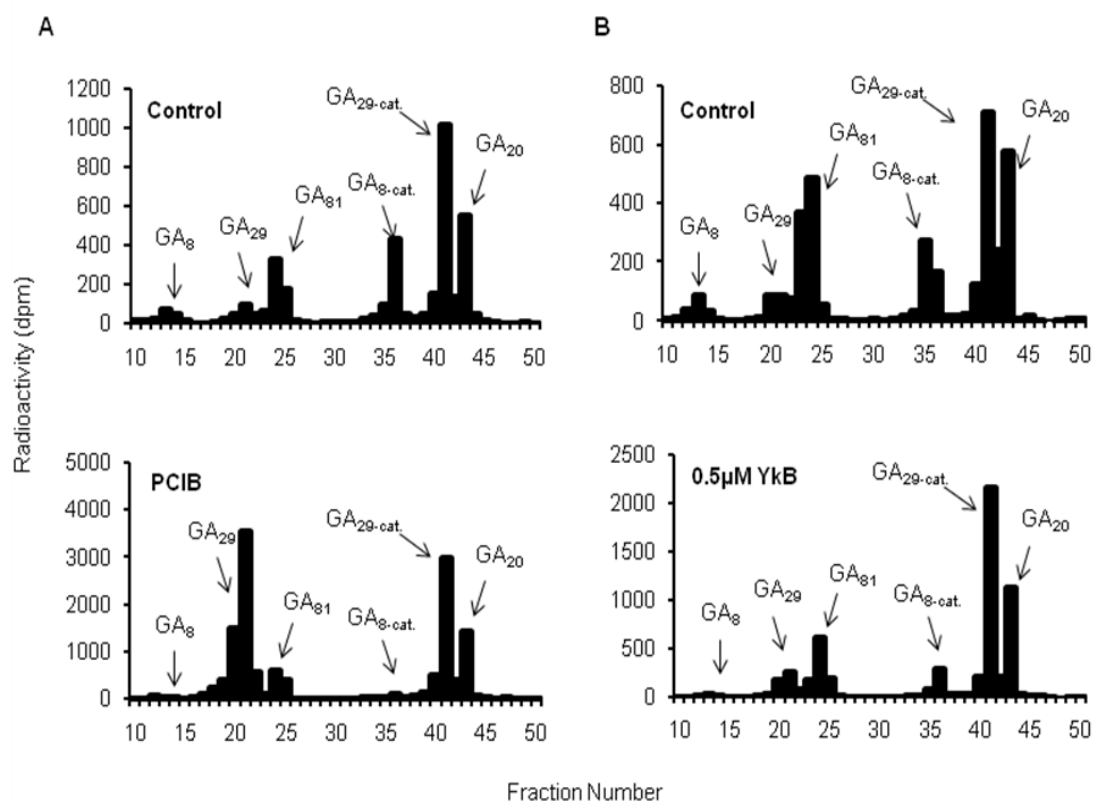 A
B
Radioactivity (dpm)
1200
1000
800
600
400
200
0
Control
GA8
GA29
GA81
GA8-cat.
GA29-cat.
GA20
10 15 20 25 30 35 40 45 50
800
600
400
200
0
Control
GA8
GA29
GA81
GA8-cat.
GA29-cat.
GA20
10 15 20 25 30 35 40 45 50
5000
4000
3000
2000
1000
0
PCIB
GA8
GA29
GA81
GA8-cat.
GA29-cat.
GA20
10 15 20 25 30 35 40 45 50
2500
2000
1500
1000
500
0
0.5µM YkB
GA8
GA29
GA81
GA8-cat.
GA29-cat.
GA20
10 15 20 25 30 35 40 45 50
Fraction Number